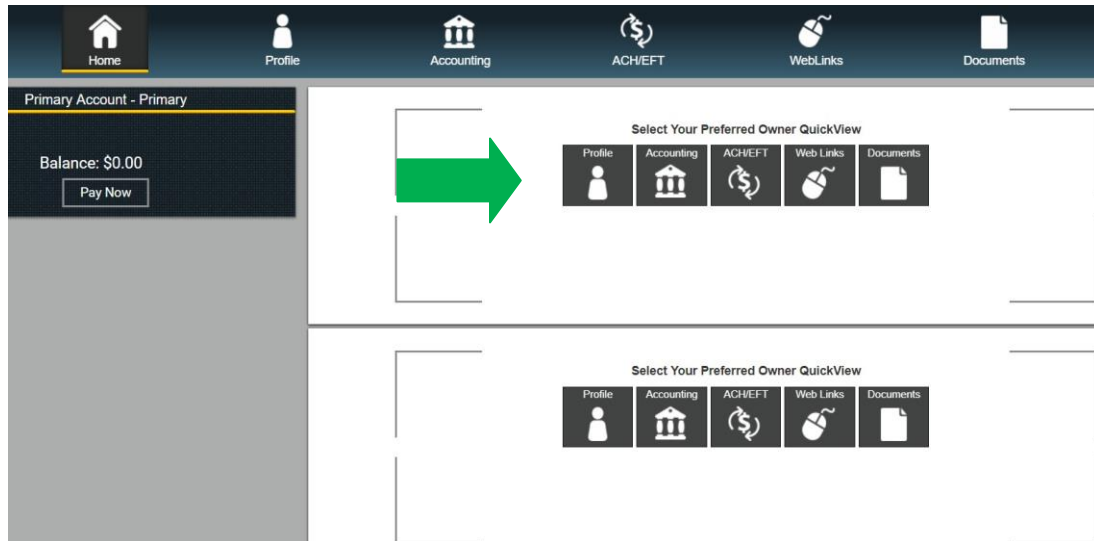 Home
Profile
Accounting
ACH/EFT
WebLinks
Documents
Primary Account - Primary
Balance: $0.00
Pay Now
Select Your Preferred Owner QuickView
Profile
Accounting
ACH/EFT
Web Links
Documents
Select Your Preferred Owner QuickView
Profile
Accounting
ACH/EFT
Web Links
Documents